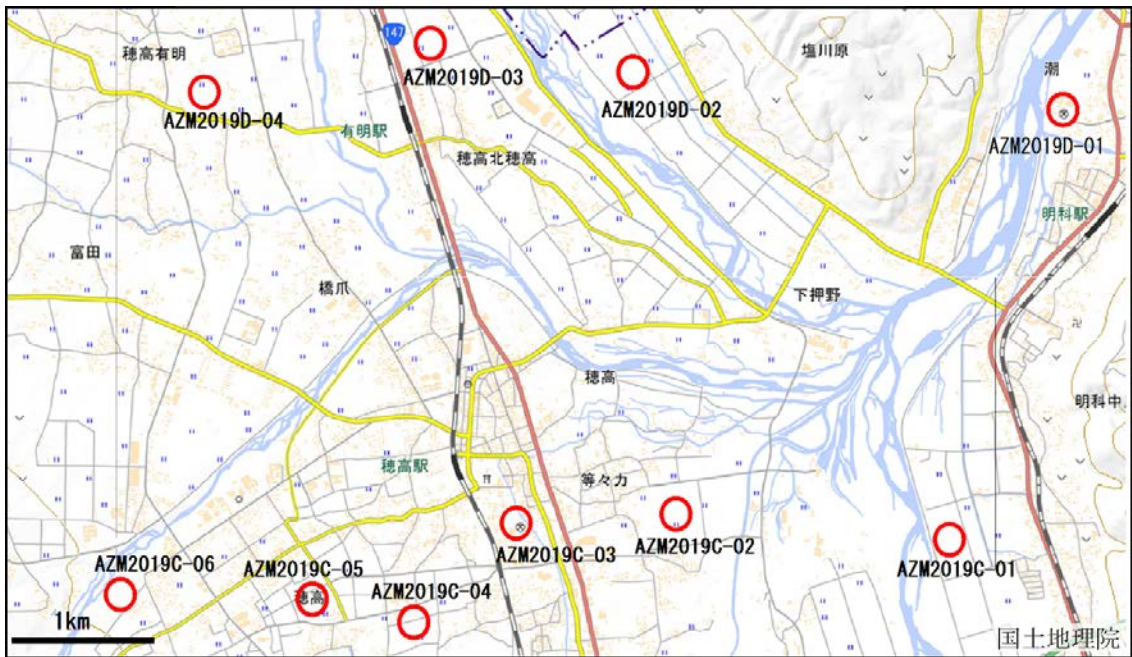 147
塩川原
穂高有明
潮
AZM2019D-03
AZM2019D-02
AZM2019D-04
有明駅
AZM2019D-01
穂高北穂高
明科駅
富田
橋爪
下押野
穂高
明科中
穂高駅
等々力
AZM2019C-03
AZM2019C-02
AZM2019C-06
AZM2019C-05
AZM2019C-04
AZM2019C-01
穂高
1km
国土地理院